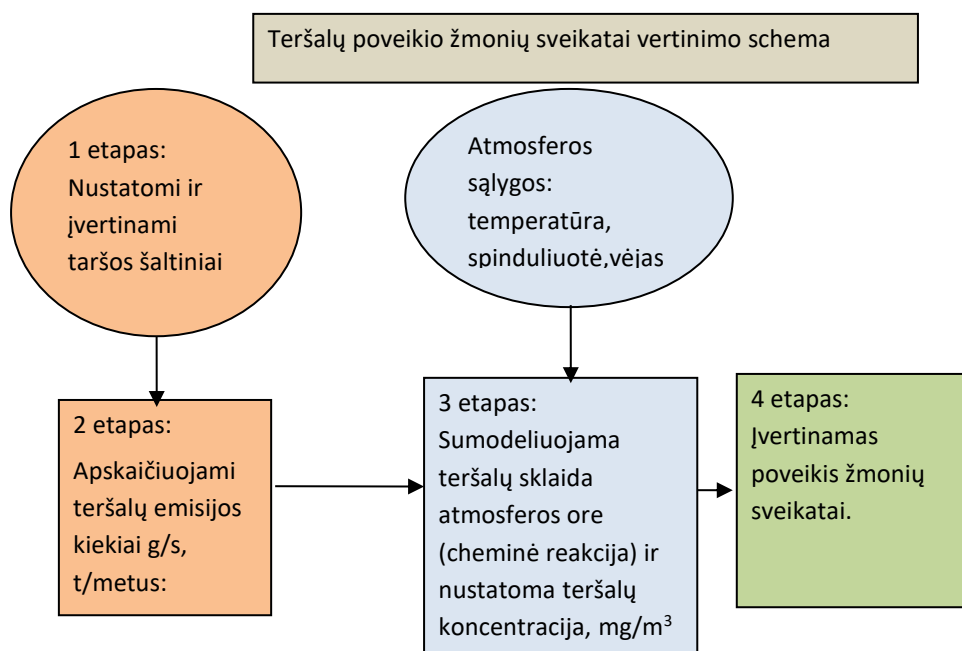 Teršalų poveikio žmonių sveikatai vertinimo schema
1 etapas:
Nustatomi ir
įvertinami
taršos šaltiniai
Atmosferos
sąlygos:
temperatūra,
spinduliuotė,vėjas
2 etapas:
Apskaičiuojami
teršalų emisijos
kiekiai g/s,
t/metus:
3 etapas:
Sumodeliuojama
teršalų sklaida
atmosferos ore
(cheminė reakcija) ir
nustatoma teršalų
koncentracija, mg/m³
4 etapas:
Įvertinamas
poveikis žmonių
sveikatai.